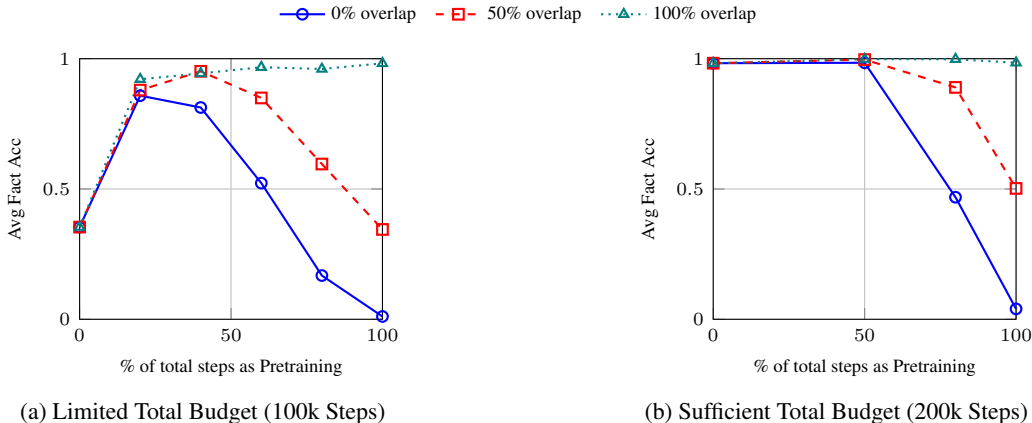 0% overlap 50% overlap 100% overlap
1
0.5
0
0 50 100
Avg Fact Acc
% of total steps as Pretraining
(a) Limited Total Budget (100k Steps)
1
0.5
0
0 50 100
Avg Fact Acc
% of total steps as Pretraining
(b) Sufficient Total Budget (200k Steps)